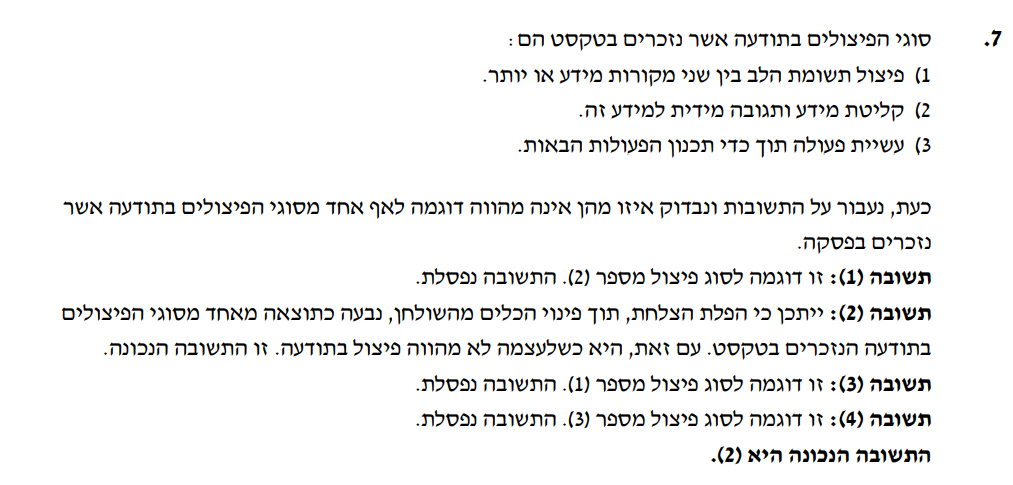 7. סוגי הפיצולים בתודעה אשר נזכרים בטקסט הם:
1) פיצול תשומת הלב בין שני מקורות מידע או יותר.
2) קליטת מידע ותגובה מידית למידע זה.
3) עשיית פעולה תוך כדי תכנון הפעולות הבאות.
כעת, נעבור על התשובות ונבדוק איזו מהן אינה מהווה דוגמה לאף אחד מסוגי הפיצולים בתודעה אשר
נזכרים בפסקה.
תשובה (1): זו דוגמה לסוג פיצול מספר (2). התשובה נפסלת.
תשובה (2): ייתכן כי הפלת הצלחת, תוך פינוי הכלים מהשולחן, נבעה כתוצאה מאחד מסוגי הפיצולים
בתודעה הנזכרים בטקסט. עם זאת, היא כשלעצמה לא מהווה פיצול בתודעה. זו התשובה הנכונה.
תשובה (3): זו דוגמה לסוג פיצול מספר (1). התשובה נפסלת.
תשובה (4): זו דוגמה לסוג פיצול מספר (3). התשובה נפסלת.
התשובה הנכונה היא (2).